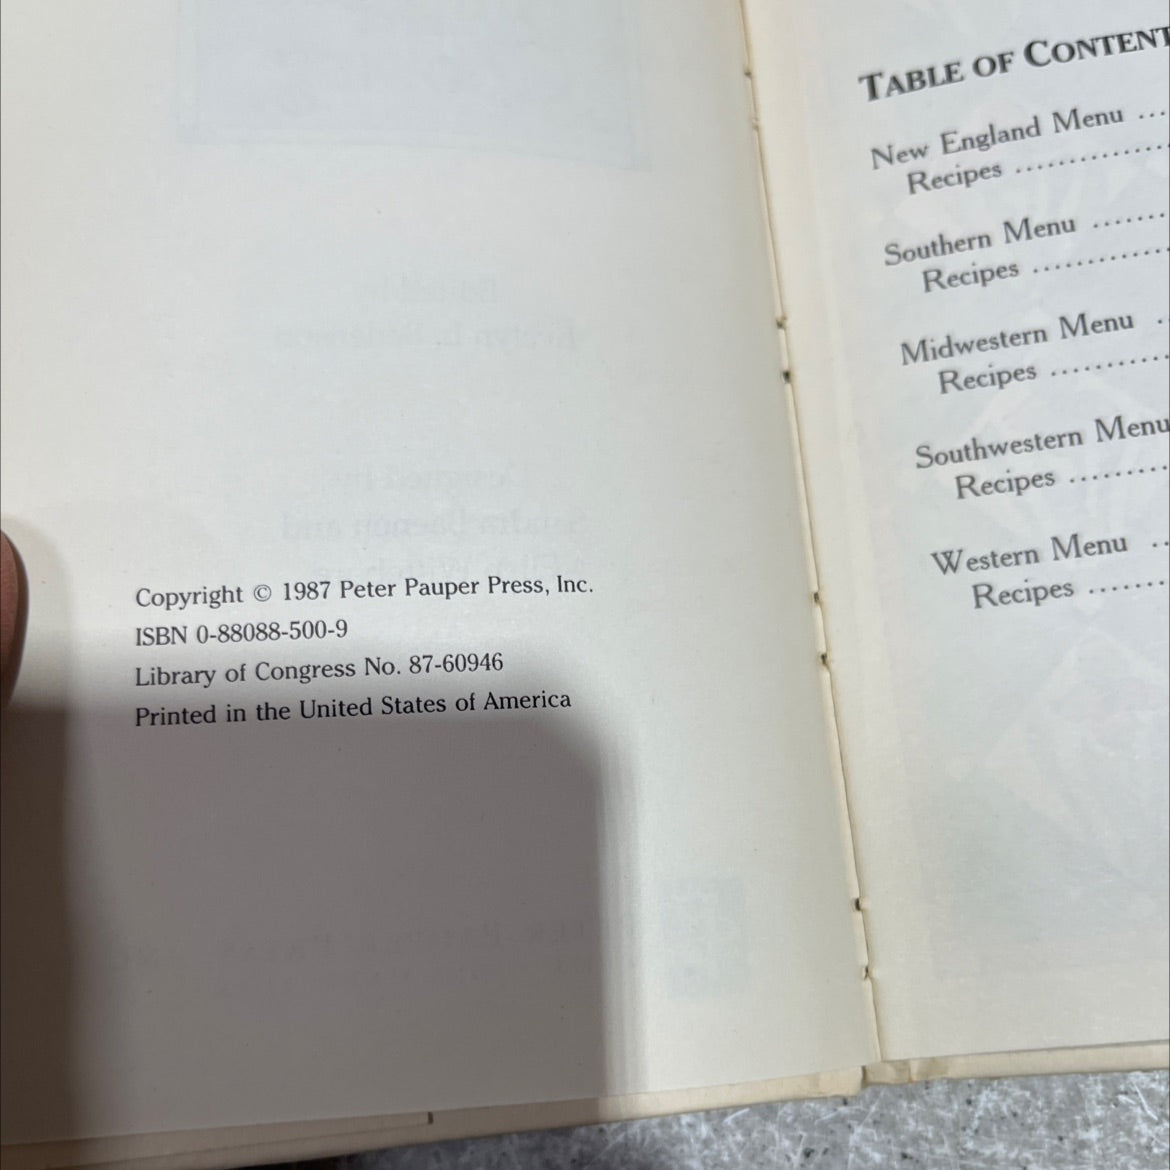 Copyright © 1987 Peter Pauper Press, Inc.
ISBN 0-88088-500-9
Library of Congress No. 87-60946
Printed in the United States of America
TABLE OF CONTENT
New England Menu ...
Recipes ..............
Southern Menu .......
Recipes .............
Midwestern Menu .
Recipes ...........
Southwestern Menu
Recipes .........
Western Menu ..
Recipes .......